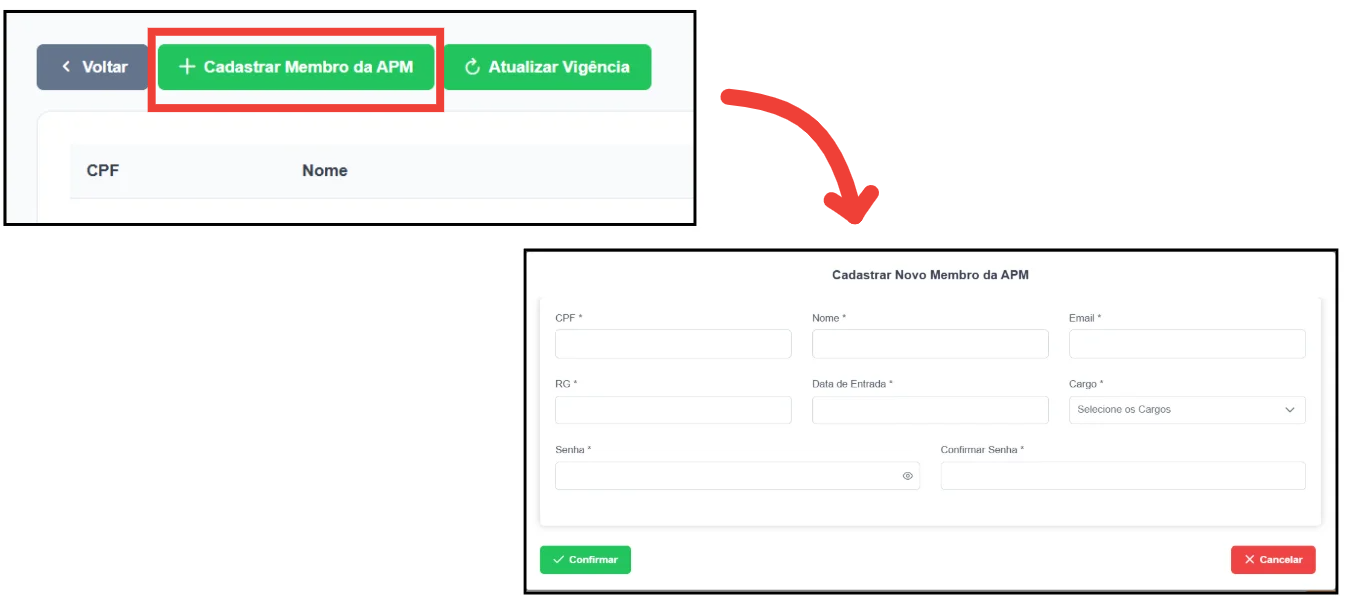 Voltar
Cadastrar Membro da APM
Atualizar Vigência
CPF Nome
Cadastrar Novo Membro da APM
CPF * Nome * Email *
RG * Data de Entrada * Cargo *
Selecione os Cargos
Senha * Confirmar Senha *
Confirmar Cancelar